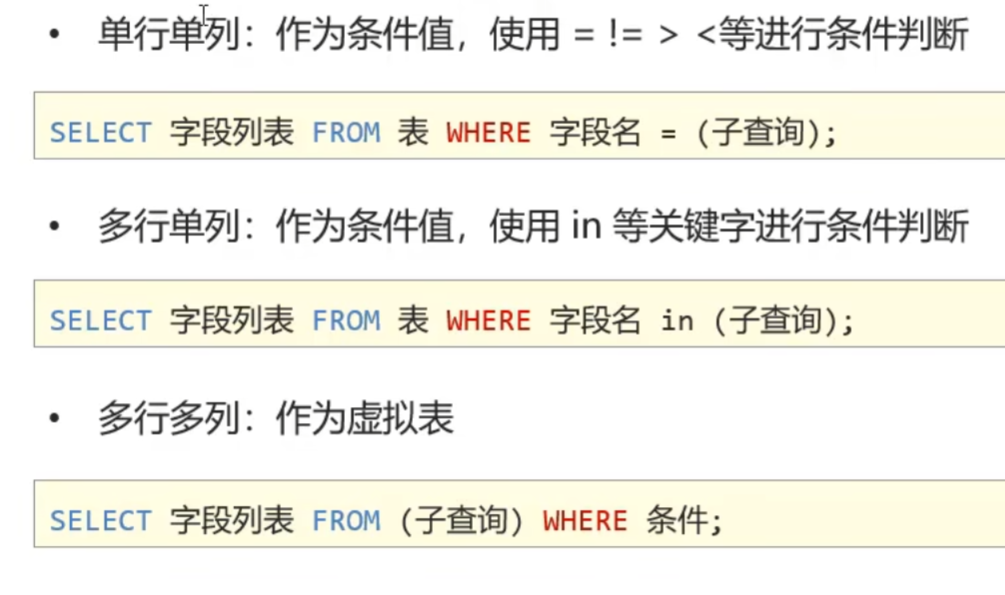 • 单行单列：作为条件值，使用 = != > <等进行条件判断
SELECT 字段列表 FROM 表 WHERE 字段名 = (子查询);
• 多行单列：作为条件值，使用 in 等关键字进行条件判断
SELECT 字段列表 FROM 表 WHERE 字段名 in (子查询);
• 多行多列：作为虚拟表
SELECT 字段列表 FROM (子查询) WHERE 条件;